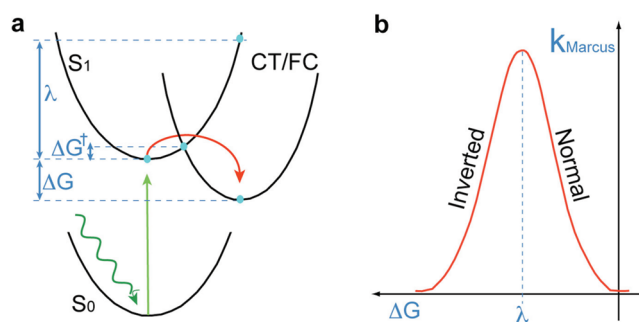 a
S₁
CT/FC
λ
ΔG†
ΔG
S₀
b
kMarcus
Inverted
Normal
ΔG
λ